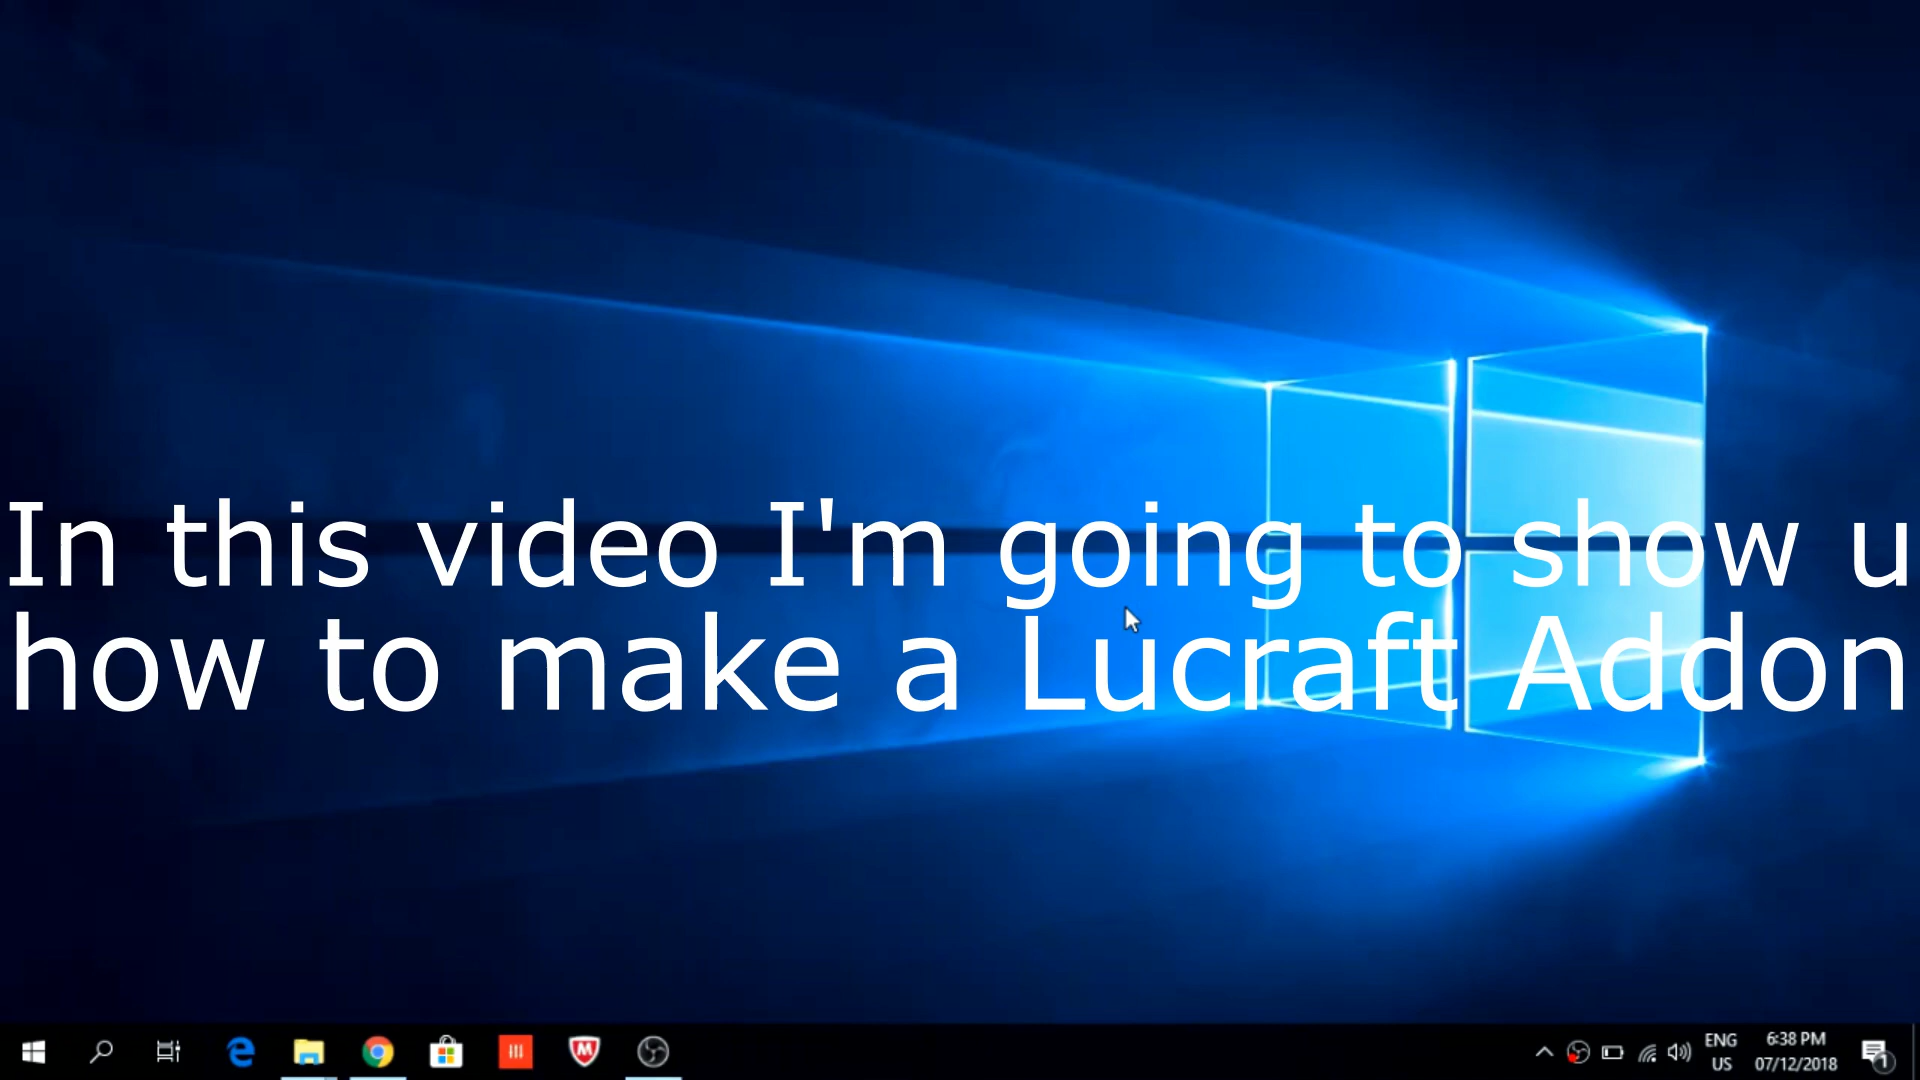 In this video I'm going to show u
how to make a Lucraft Addon
ENG
US
6:38 PM
07/12/2018
1